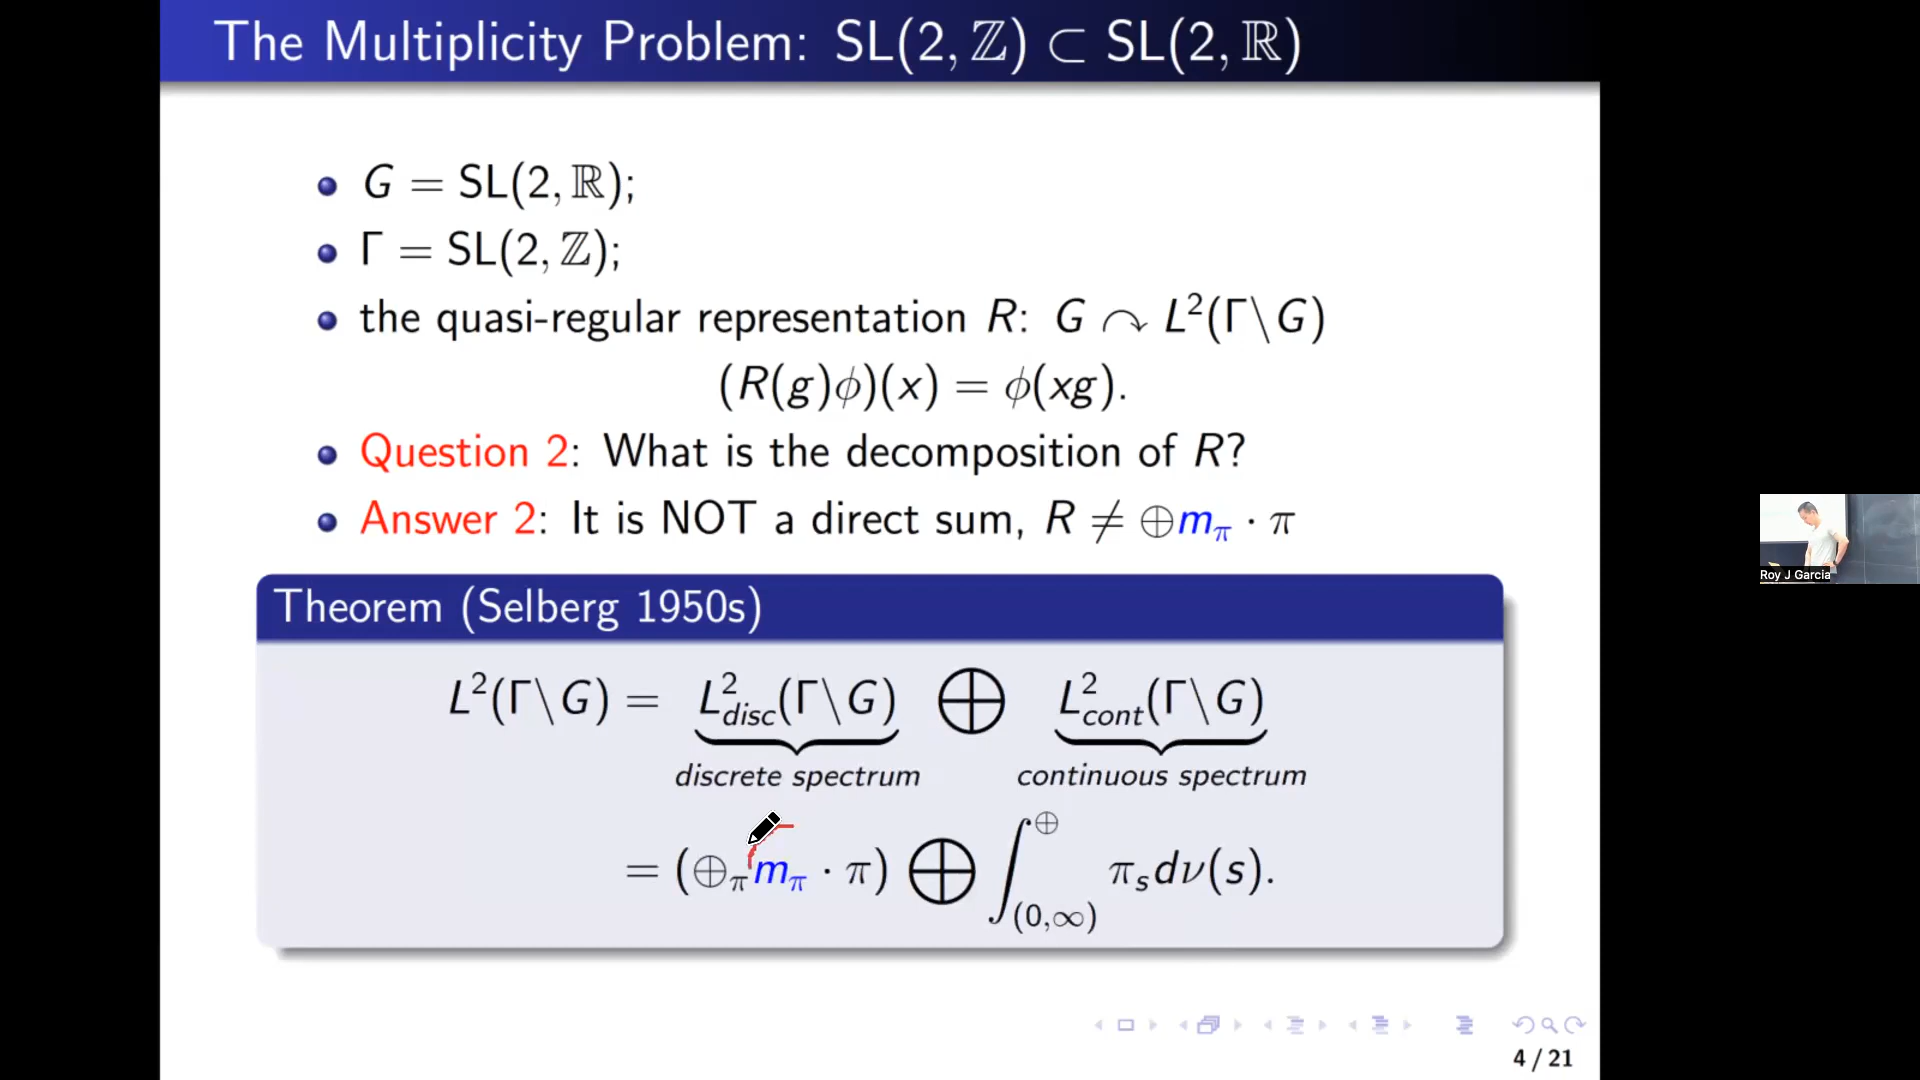 The Multiplicity Problem: SL(2, ℤ) ⊂ SL(2, ℝ)
G = SL(2, ℝ);
Γ = SL(2, ℤ);
the quasi-regular representation R: G ↷ L²(Γ\G)
(R(g)ϕ)(x) = ϕ(xg).
Question 2: What is the decomposition of R?
Answer 2: It is NOT a direct sum, R ≠ ⊕m_π · π
Theorem (Selberg 1950s)
L²(Γ\G) = L²_disc(Γ\G) ⊕ L²_cont(Γ\G)
discrete spectrum continuous spectrum
= (⊕_π m_π · π) ⊕ ∫^⊕_(0,∞) π_s dν(s).
4 / 21
Roy J Garcia